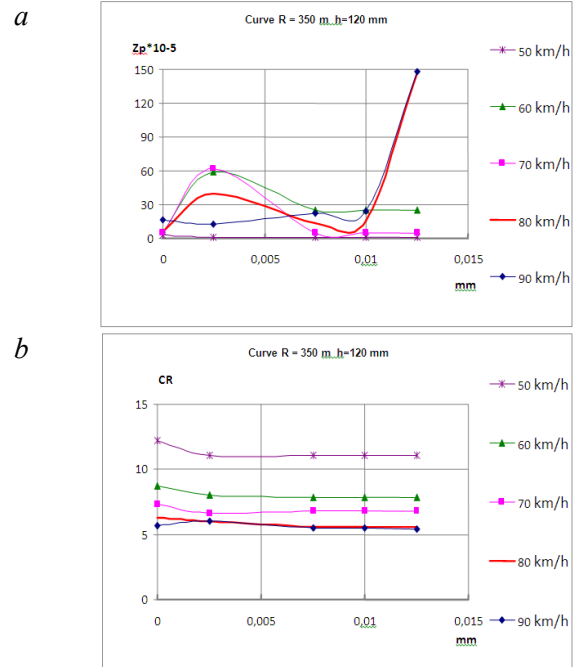 a
Curve R = 350 m h=120 mm
Zp*10-5
150
120
90
60
30
0
0
0,005
0,01
0,015
mm
50 km/h
60 km/h
70 km/h
80 km/h
90 km/h
b
Curve R = 350 m h=120 mm
CR
15
10
5
0
0
0,005
0,01
0,015
mm
50 km/h
60 km/h
70 km/h
80 km/h
90 km/h